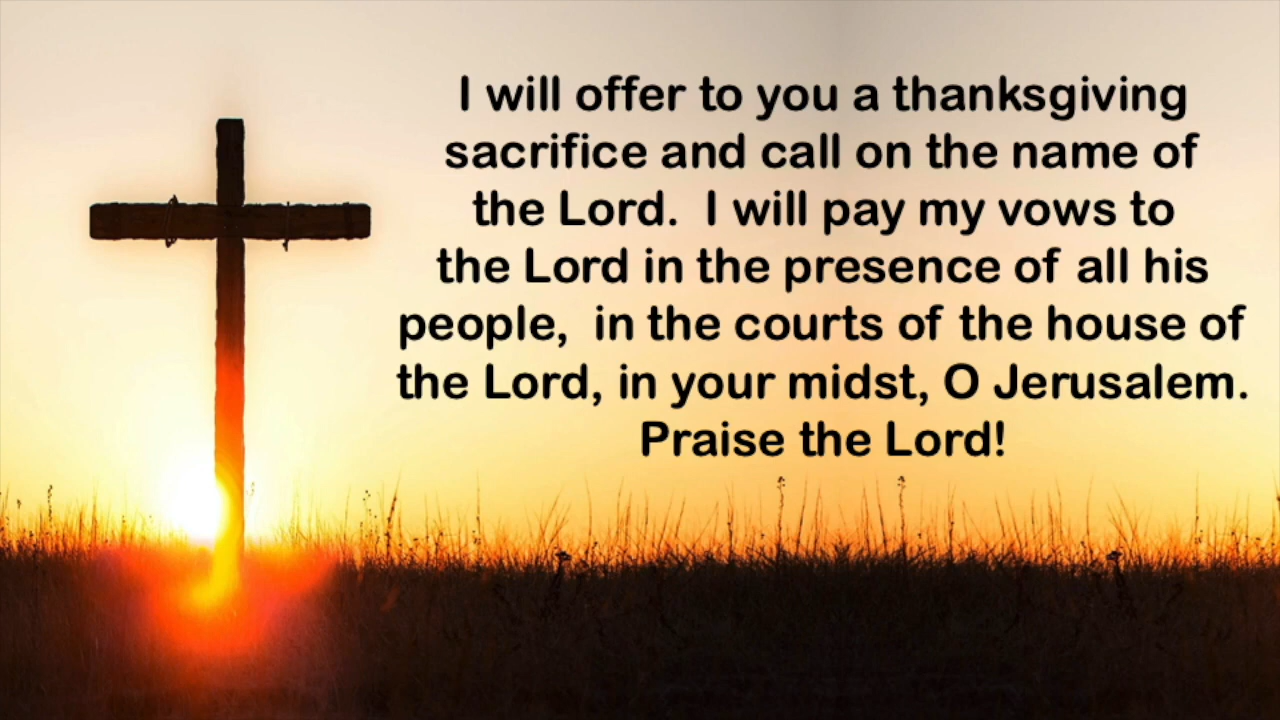 I will offer to you a thanksgiving
sacrifice and call on the name of
the Lord.  I will pay my vows to
the Lord in the presence of all his
people,  in the courts of the house of
the Lord, in your midst, O Jerusalem.
Praise the Lord!